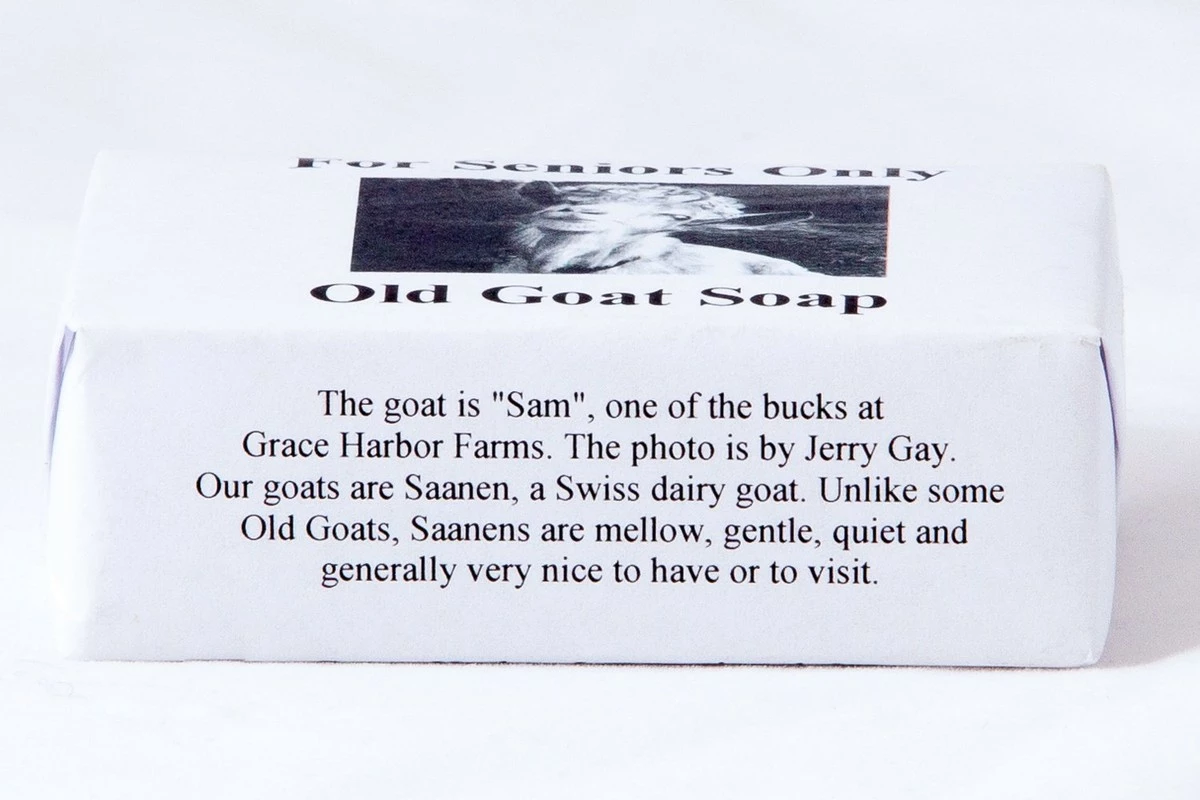 For Seniors Only
Old Goat Soap
The goat is "Sam", one of the bucks at
Grace Harbor Farms. The photo is by Jerry Gay.
Our goats are Saanen, a Swiss dairy goat. Unlike some
Old Goats, Saanens are mellow, gentle, quiet and
generally very nice to have or to visit.